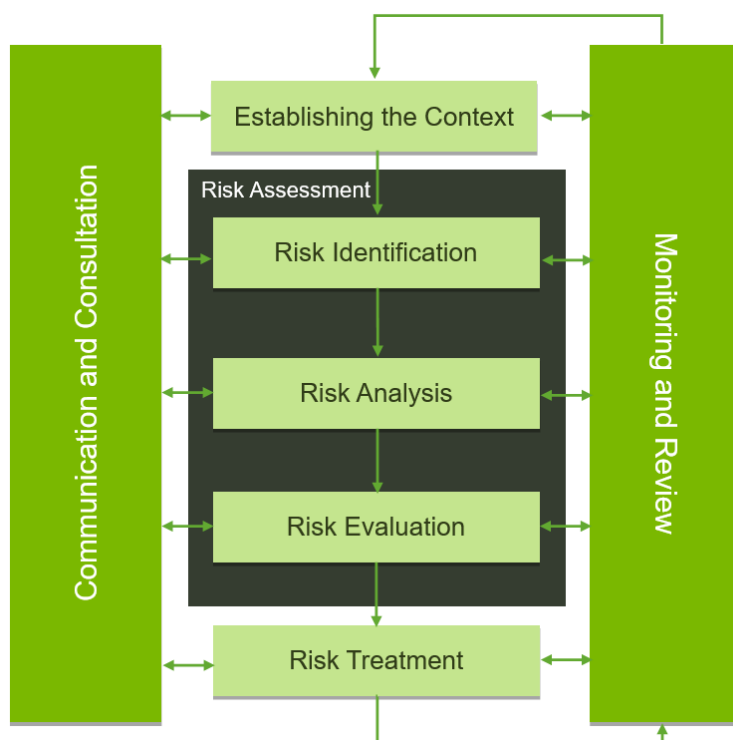 Establishing the Context
Risk Assessment
Risk Identification
Risk Analysis
Risk Evaluation
Risk Treatment
Communication and Consultation
Monitoring and Review